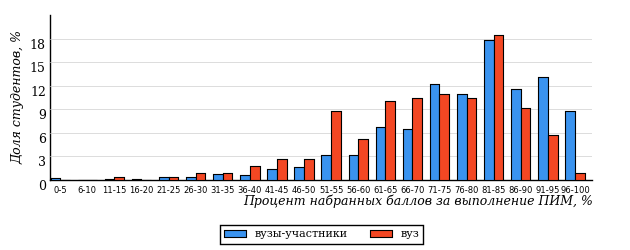 Доля студентов, %
18
15
12
9
6
3
0
0-5 6-10 11-15 16-20 21-25 26-30 31-35 36-40 41-45 46-50 51-55 56-60 61-65 66-70 71-75 76-80 81-85 86-90 91-95 96-100
Процент набранных баллов за выполнение ПИМ, %
вузы-участники вуз